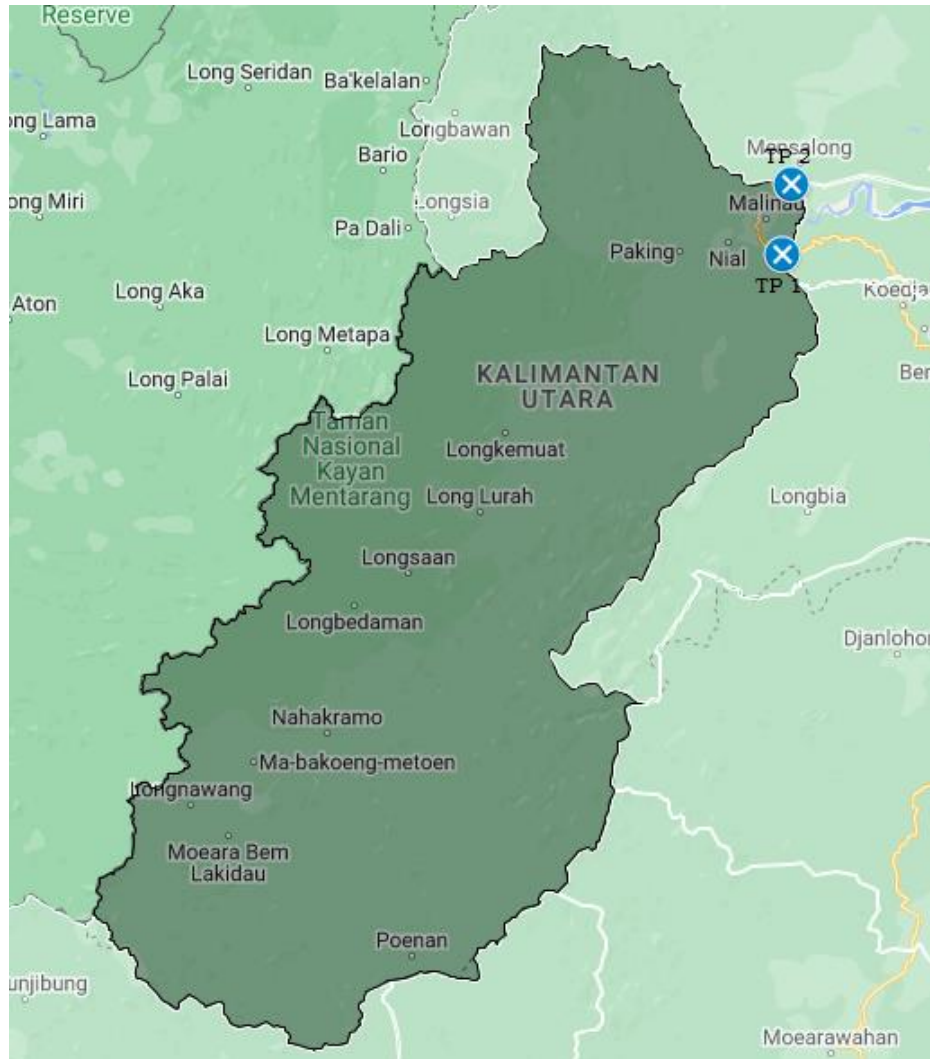 Reserve
Long Seridan
Ba'kelalan
ong Lama
Longbawan
Bario
Mensalong
TP 2
ong Miri
Longsia
Malinau
Pa Dali
Paking
Nial
TP 1
Long Aka
Koedja
Aton
Long Metapa
KALIMANTAN
UTARA
Ber
Long Palai
Taman
Nasional
Kayan
Mentarang
Longkemuat
Long Lurah
Longbia
Longsaan
Longbedaman
Djanlohor
Nahakramo
Ma-bakoeng-metoen
Longnawang
Moeara Bem
Lakidau
Poenan
unjibung
Moearawahan